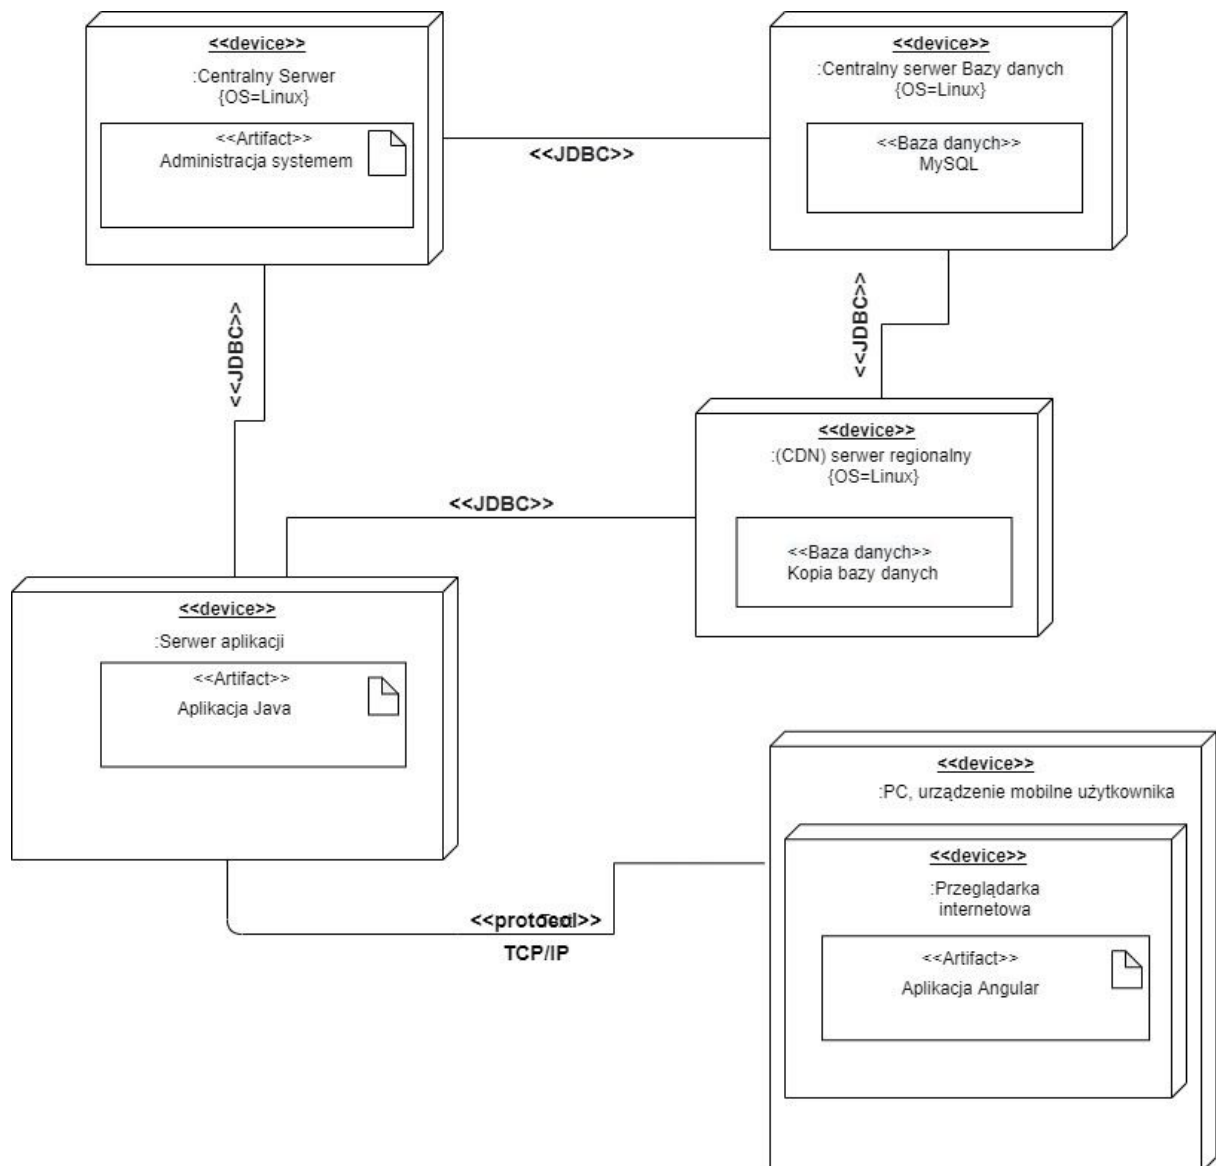 <<device>>
:Centralny Serwer
{OS=Linux}
<<Artifact>>
Administracja systemem
<<JDBC>>
<<device>>
:Centralny serwer Bazy danych
{OS=Linux}
<<Baza danych>>
MySQL
<<JDBC>>
<<JDBC>>
<<device>>
:(CDN) serwer regionalny
{OS=Linux}
<<Baza danych>>
Kopia bazy danych
<<JDBC>>
<<device>>
:Serwer aplikacji
<<Artifact>>
Aplikacja Java
<<device>>
:PC, urządzenie mobilne użytkownika
<<device>>
:Przeglądarka
internetowa
<<Artifact>>
Aplikacja Angular
<<protocol>>
Text
TCP/IP